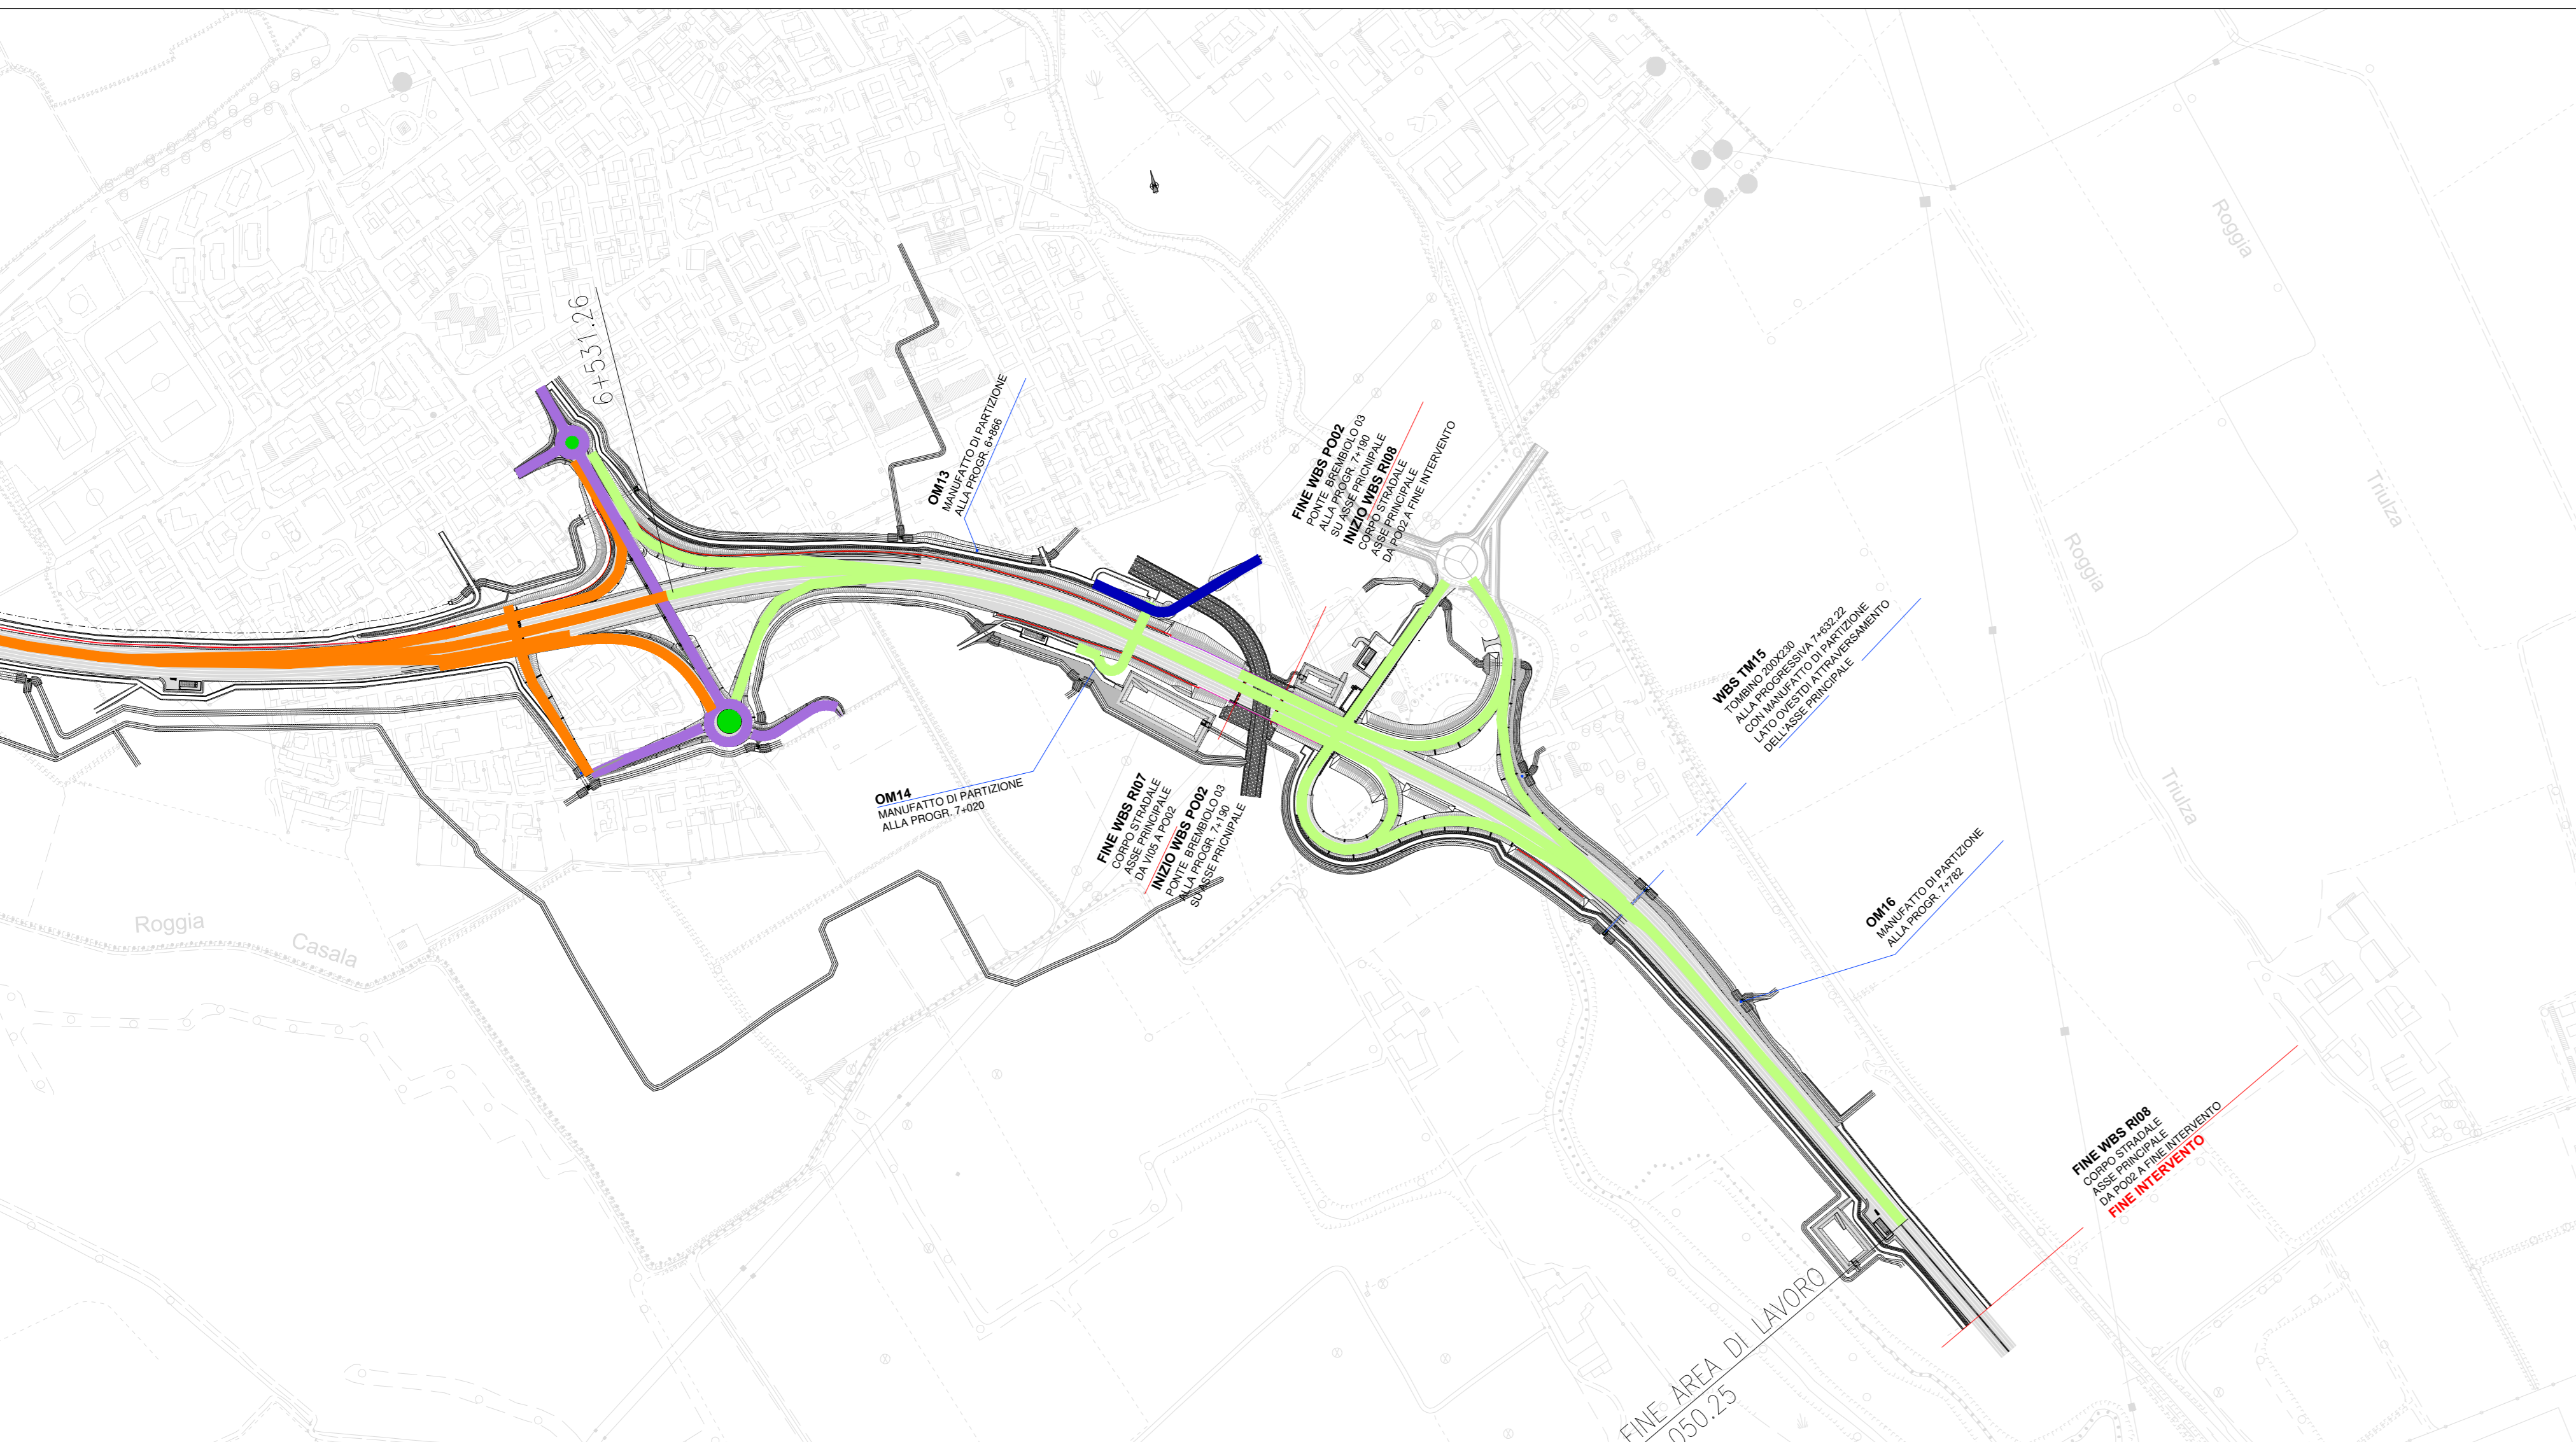 6+531.26
OM13
MANUFATTO DI PARTIZIONE
ALLA PROGR. 6+866
FINE WBS PO02
PONTE BREMBIOLO 03
ALLA PROGR. 7+190
SU ASSE PRICNIPALE
INIZIO WBS RI08
CORPO STRADALE
ASSE PRINCIPALE
DA PO02 A FINE INTERVENTO
WBS TM15
TOMBINO 200X230
ALLA PROGRESSIVA 7+632.22
CON MANUFATTO DI PARTIZIONE
LATO OVESTDI ATTRAVERSAMENTO
DELL'ASSE PRINCIPALE
OM14
MANUFATTO DI PARTIZIONE
ALLA PROGR. 7+020
FINE WBS RI07
CORPO STRADALE
ASSE PRINCIPALE
DA VI05 A PO02
INIZIO WBS PO02
PONTE BREMBIOLO 03
ALLA PROGR. 7+190
SU ASSE PRICNIPALE
OM16
MANUFATTO DI PARTIZIONE
ALLA PROGR. 7+782
FINE WBS RI08
CORPO STRADALE
ASSE PRINCIPALE
DA PO02 A FINE INTERVENTO
FINE INTERVENTO
FINE AREA DI LAVORO
050.25
Roggia
Casala
Roggia
Triulza
Roggia
Triulza